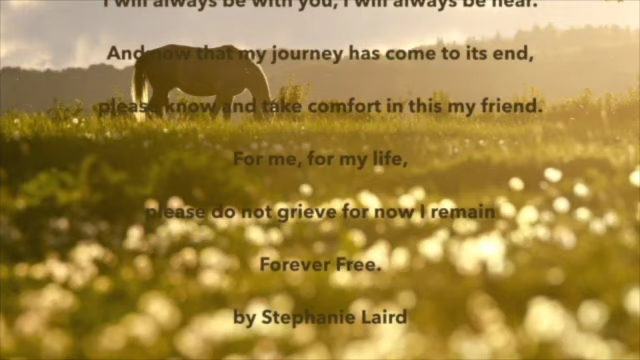 I will always be with you, I will always be near.
And now that my journey has come to its end,
please know and take comfort in this my friend.
For me, for my life,
please do not grieve for now I remain
Forever Free.
by Stephanie Laird